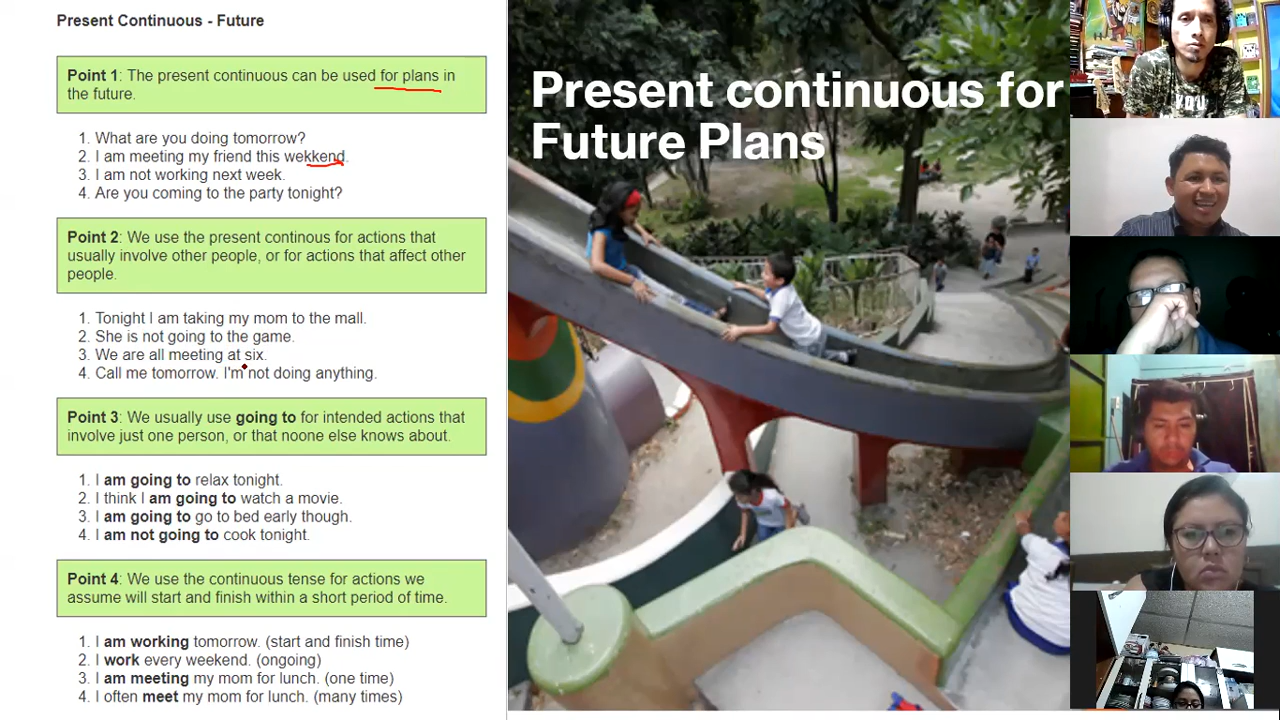 Present Continuous - Future
Point 1: The present continuous can be used for plans in
the future.
1. What are you doing tomorrow?
2. I am meeting my friend this wekkend.
3. I am not working next week.
4. Are you coming to the party tonight?
Point 2: We use the present continous for actions that
usually involve other people, or for actions that affect other
people.
1. Tonight I am taking my mom to the mall.
2. She is not going to the game.
3. We are all meeting at six.
4. Call me tomorrow. I'm not doing anything.
Point 3: We usually use going to for intended actions that
involve just one person, or that noone else knows about.
1. I am going to relax tonight.
2. I think I am going to watch a movie.
3. I am going to go to bed early though.
4. I am not going to cook tonight.
Point 4: We use the continuous tense for actions we
assume will start and finish within a short period of time.
1. I am working tomorrow. (start and finish time)
2. I work every weekend. (ongoing)
3. I am meeting my mom for lunch. (one time)
4. I often meet my mom for lunch. (many times)
Present continuous for
Future Plans